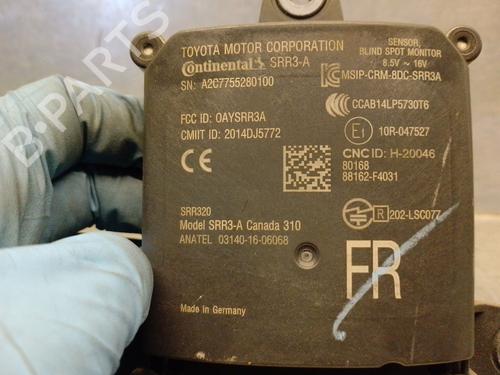 TOYOTA MOTOR CORPORATION
Continental SRR3-A
SN: A2C7755280100
SENSOR,
BLIND SPOT MONITOR
8.5V ⎓ 16V
MSIP-CRM-8DC-SRR3A
CCAB14LP5730T6
FCC ID: OAYSRR3A
CMIIT ID: 2014DJ5772
E1 10R-047527
CE
CNC ID: H-20046
80168
88162-F4031
SRR320
Model SRR3-A Canada 310
ANATEL 03140-16-06068
R 202-LSC077
FR
Made in Germany
B-PARTS